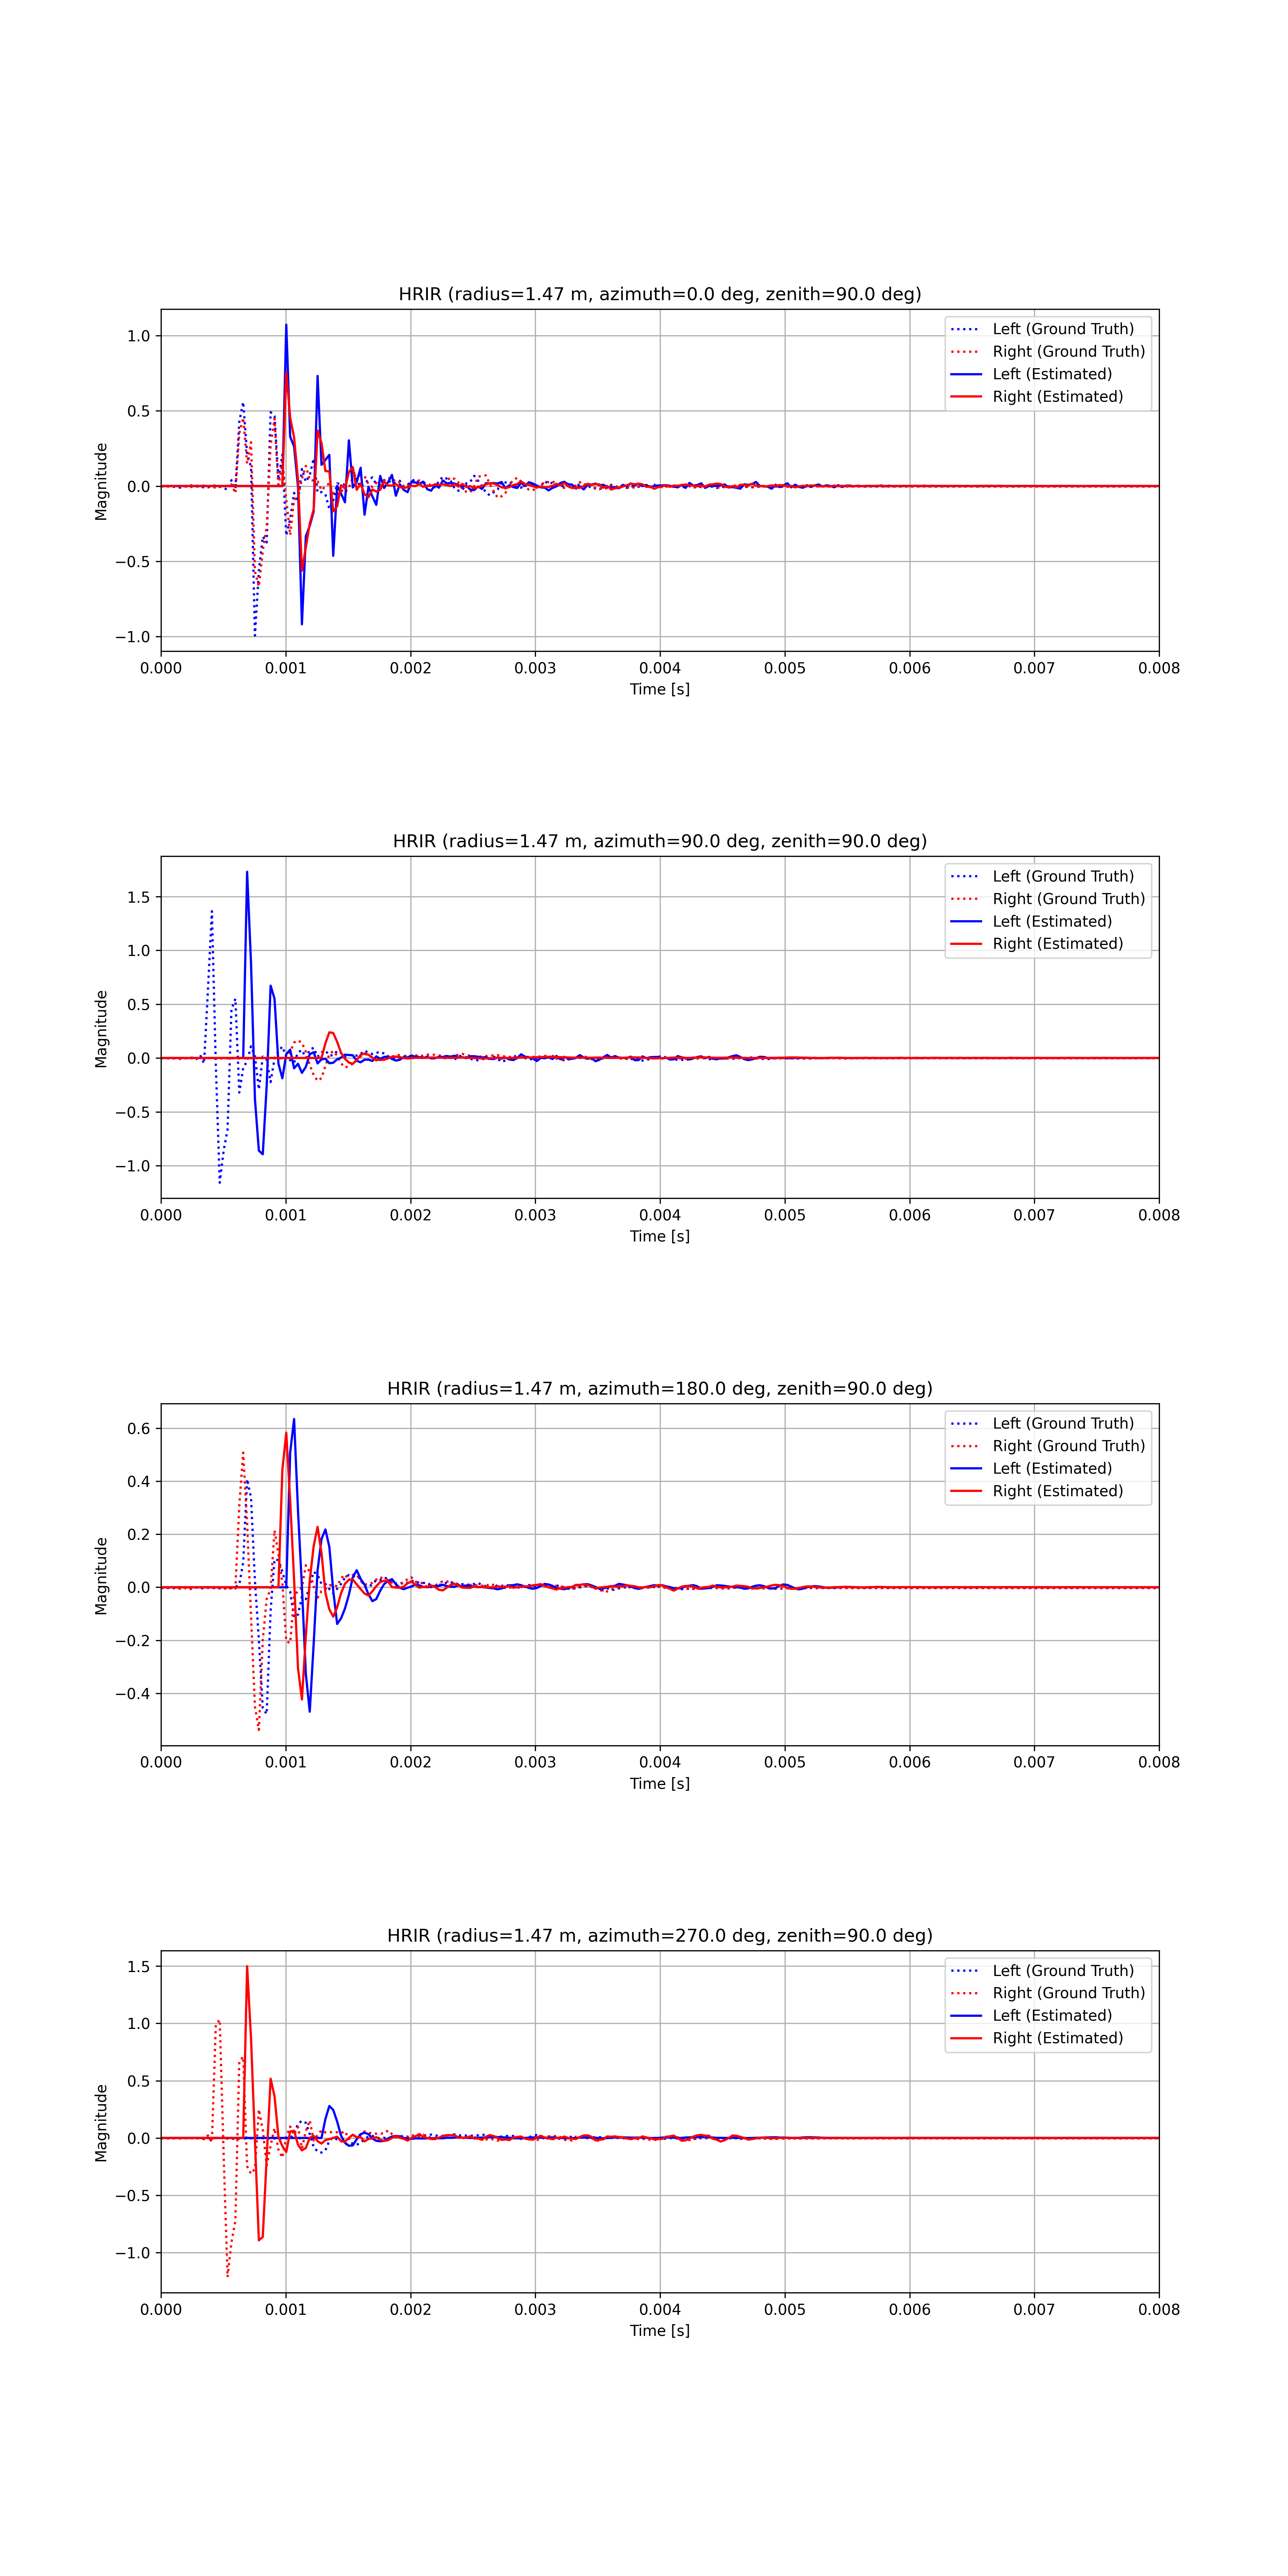 HRIR (radius=1.47 m, azimuth=0.0 deg, zenith=90.0 deg)
Left (Ground Truth)
Right (Ground Truth)
Left (Estimated)
Right (Estimated)
1.0
0.5
0.0
−0.5
−1.0
Magnitude
0.000 0.001 0.002 0.003 0.004 0.005 0.006 0.007 0.008
Time [s]
HRIR (radius=1.47 m, azimuth=90.0 deg, zenith=90.0 deg)
Left (Ground Truth)
Right (Ground Truth)
Left (Estimated)
Right (Estimated)
1.5
1.0
0.5
0.0
−0.5
−1.0
Magnitude
0.000 0.001 0.002 0.003 0.004 0.005 0.006 0.007 0.008
Time [s]
HRIR (radius=1.47 m, azimuth=180.0 deg, zenith=90.0 deg)
Left (Ground Truth)
Right (Ground Truth)
Left (Estimated)
Right (Estimated)
0.6
0.4
0.2
0.0
−0.2
−0.4
Magnitude
0.000 0.001 0.002 0.003 0.004 0.005 0.006 0.007 0.008
Time [s]
HRIR (radius=1.47 m, azimuth=270.0 deg, zenith=90.0 deg)
Left (Ground Truth)
Right (Ground Truth)
Left (Estimated)
Right (Estimated)
1.5
1.0
0.5
0.0
−0.5
−1.0
Magnitude
0.000 0.001 0.002 0.003 0.004 0.005 0.006 0.007 0.008
Time [s]